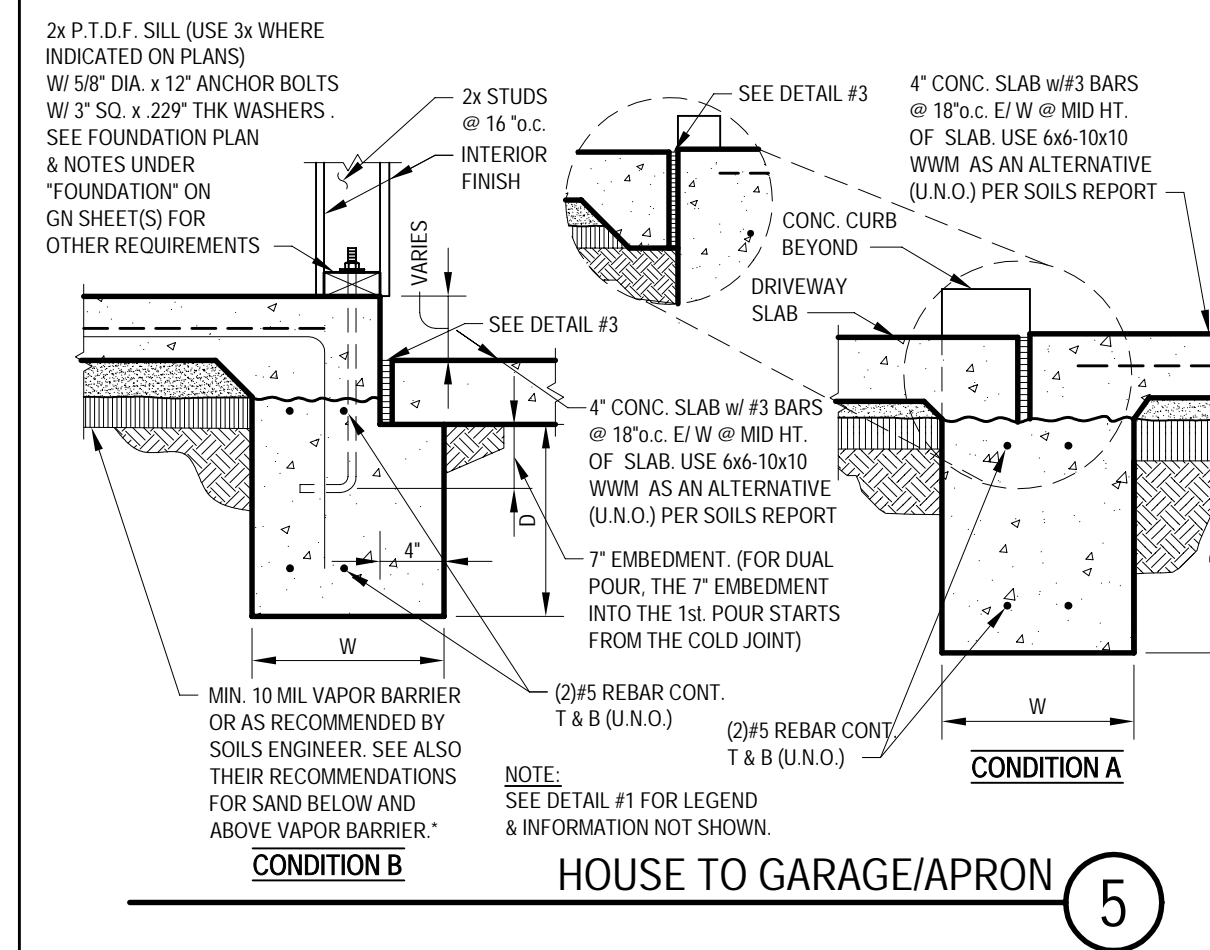 2x P.T.D.F. SILL (USE 3x WHERE
INDICATED ON PLANS)
W/ 5/8" DIA. x 12" ANCHOR BOLTS
W/ 3" SQ. x .229" THK WASHERS .
SEE FOUNDATION PLAN
& NOTES UNDER
"FOUNDATION" ON
GN SHEET(S) FOR
OTHER REQUIREMENTS
2x STUDS
@ 16 "o.c.
INTERIOR
FINISH
VARIES
SEE DETAIL #3
SEE DETAIL #3
CONC. CURB
BEYOND
DRIVEWAY
SLAB
4" CONC. SLAB w/#3 BARS
@ 18"o.c. E/ W @ MID HT.
OF SLAB. USE 6x6-10x10
WWM AS AN ALTERNATIVE
(U.N.O.) PER SOILS REPORT
4" CONC. SLAB w/ #3 BARS
@ 18"o.c. E/ W @ MID HT.
OF SLAB. USE 6x6-10x10
WWM AS AN ALTERNATIVE
(U.N.O.) PER SOILS REPORT
D
4"
7" EMBEDMENT. (FOR DUAL
POUR, THE 7" EMBEDMENT
INTO THE 1st. POUR STARTS
FROM THE COLD JOINT)
W
W
MIN. 10 MIL VAPOR BARRIER
OR AS RECOMMENDED BY
SOILS ENGINEER. SEE ALSO
THEIR RECOMMENDATIONS
FOR SAND BELOW AND
ABOVE VAPOR BARRIER.*
(2)#5 REBAR CONT.
T & B (U.N.O.)
(2)#5 REBAR CONT.
T & B (U.N.O.)
NOTE:
SEE DETAIL #1 FOR LEGEND
& INFORMATION NOT SHOWN.
CONDITION A
CONDITION B
HOUSE TO GARAGE/APRON
5